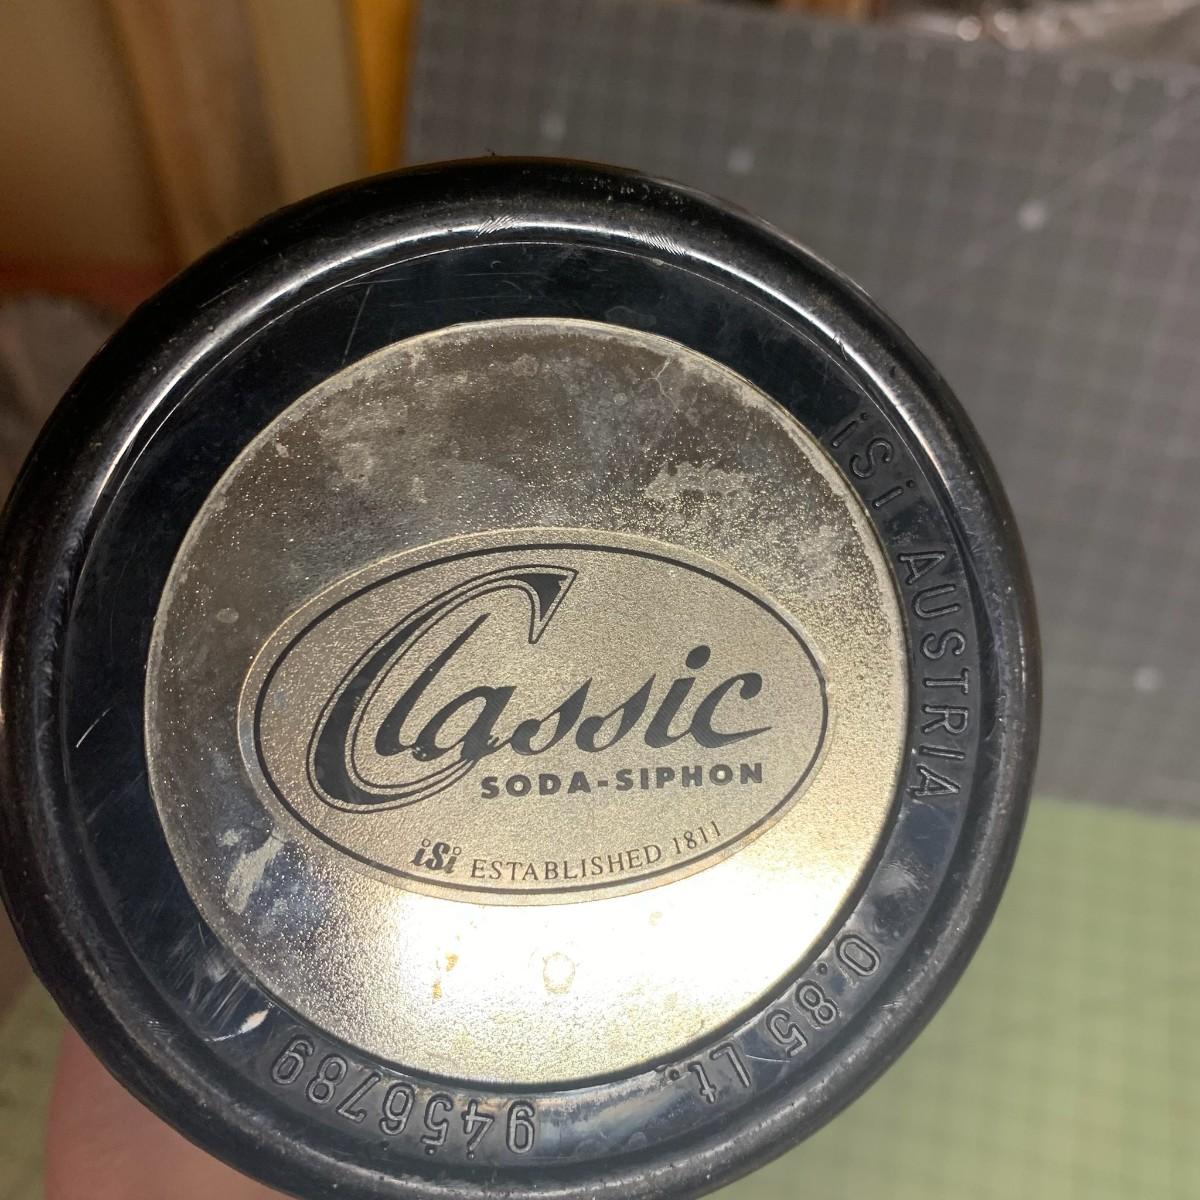 Classic
SODA-SIPHON
iSi ESTABLISHED 1811
iSi AUSTRIA
0.85 Lt.
9456789